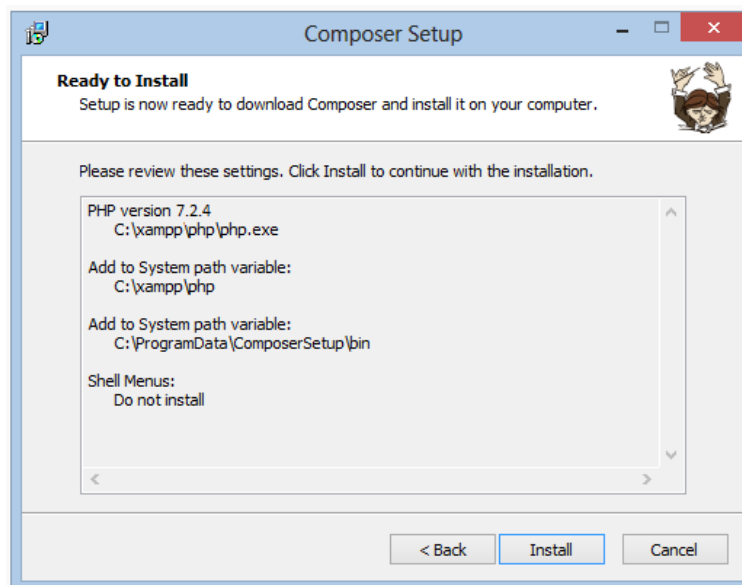 Composer Setup
Ready to Install
Setup is now ready to download Composer and install it on your computer.
Please review these settings. Click Install to continue with the installation.
PHP version 7.2.4
C:\xampp\php\php.exe
Add to System path variable:
C:\xampp\php
Add to System path variable:
C:\ProgramData\ComposerSetup\bin
Shell Menus:
Do not install
< Back
Install
Cancel